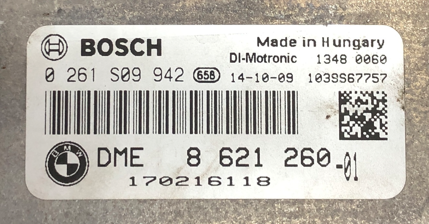 BOSCH Made in Hungary
DI-Motronic 1348 0060
0 261 S09 942 658 14-10-09 1039S67757
BMW DME 8 621 260-01
170216118